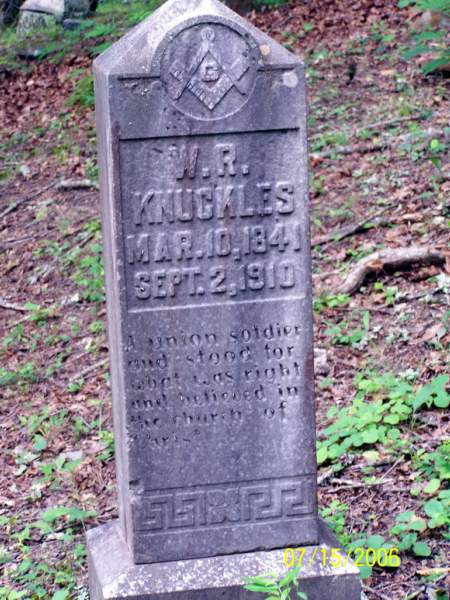 G
W. R.
KNUCKLES
MAR. 10, 1841
SEPT. 2, 1910
A union soldier
and stood for
what was right
and believed in
the church of
Christ
07/15/2006